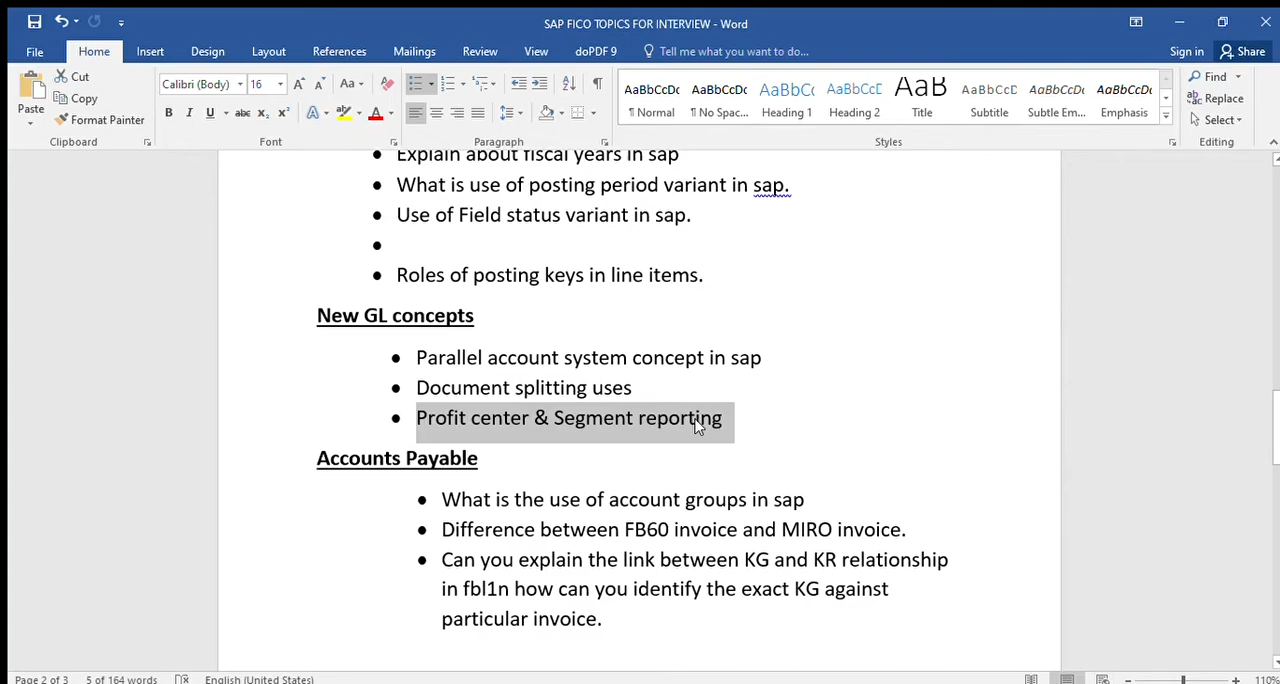 SAP FICO TOPICS FOR INTERVIEW - Word
File Home Insert Design Layout References Mailings Review View doPDF 9 Tell me what you want to do... Sign in Share
Paste
Cut
Copy
Format Painter
Clipboard
Calibri (Body) 16
B I U abc x₂ x²
Font
Paragraph
AaBbCcDc AaBbCcDc AaBbCc AaBbCcE AaB AaBbCcD AaBbCcDc AaBbCcDc
¶ Normal ¶ No Spac... Heading 1 Heading 2 Title Subtitle Subtle Em... Emphasis
Styles
Find
Replace
Select
Editing
• Explain about fiscal years in sap
• What is use of posting period variant in sap.
• Use of Field status variant in sap.
•
• Roles of posting keys in line items.
New GL concepts
• Parallel account system concept in sap
• Document splitting uses
• Profit center & Segment reporting
Accounts Payable
• What is the use of account groups in sap
• Difference between FB60 invoice and MIRO invoice.
• Can you explain the link between KG and KR relationship
in fbl1n how can you identify the exact KG against
particular invoice.
Page 2 of 3 5 of 164 words English (United States) 110%